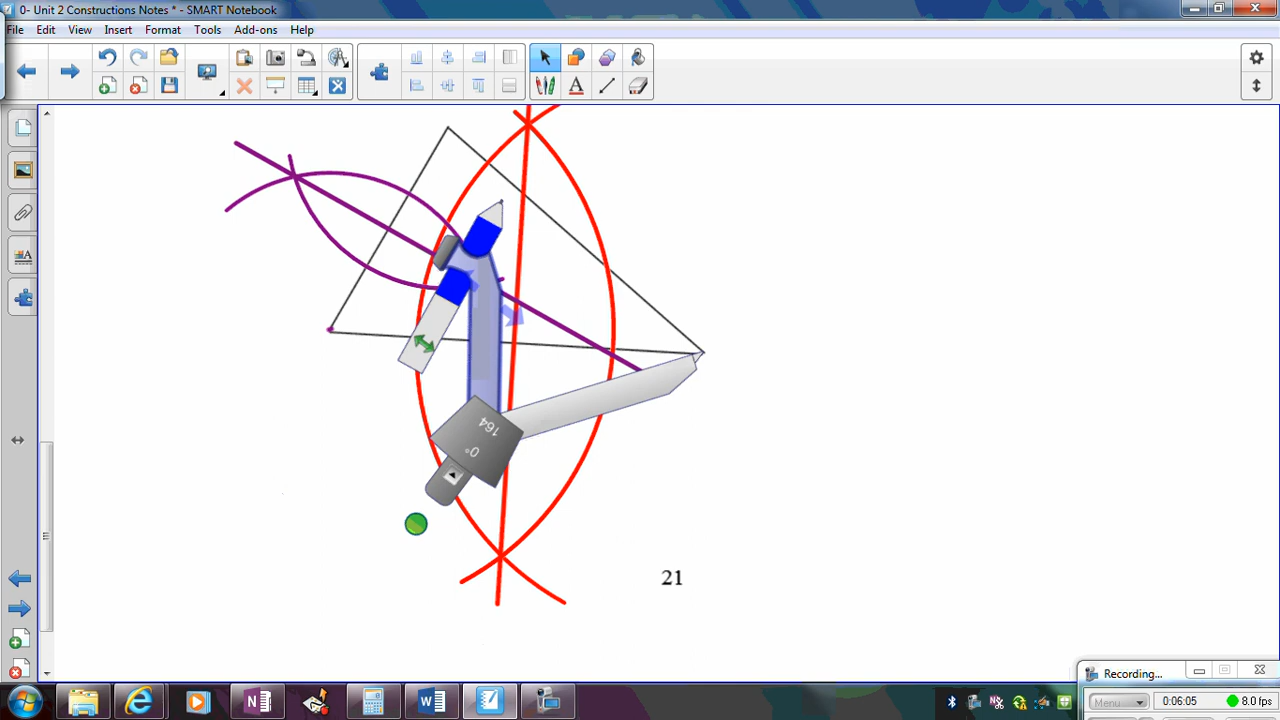 0- Unit 2 Constructions Notes * - SMART Notebook
File Edit View Insert Format Tools Add-ons Help
164
0°
21
Recording...
Menu 0:06:05 8.0 fps